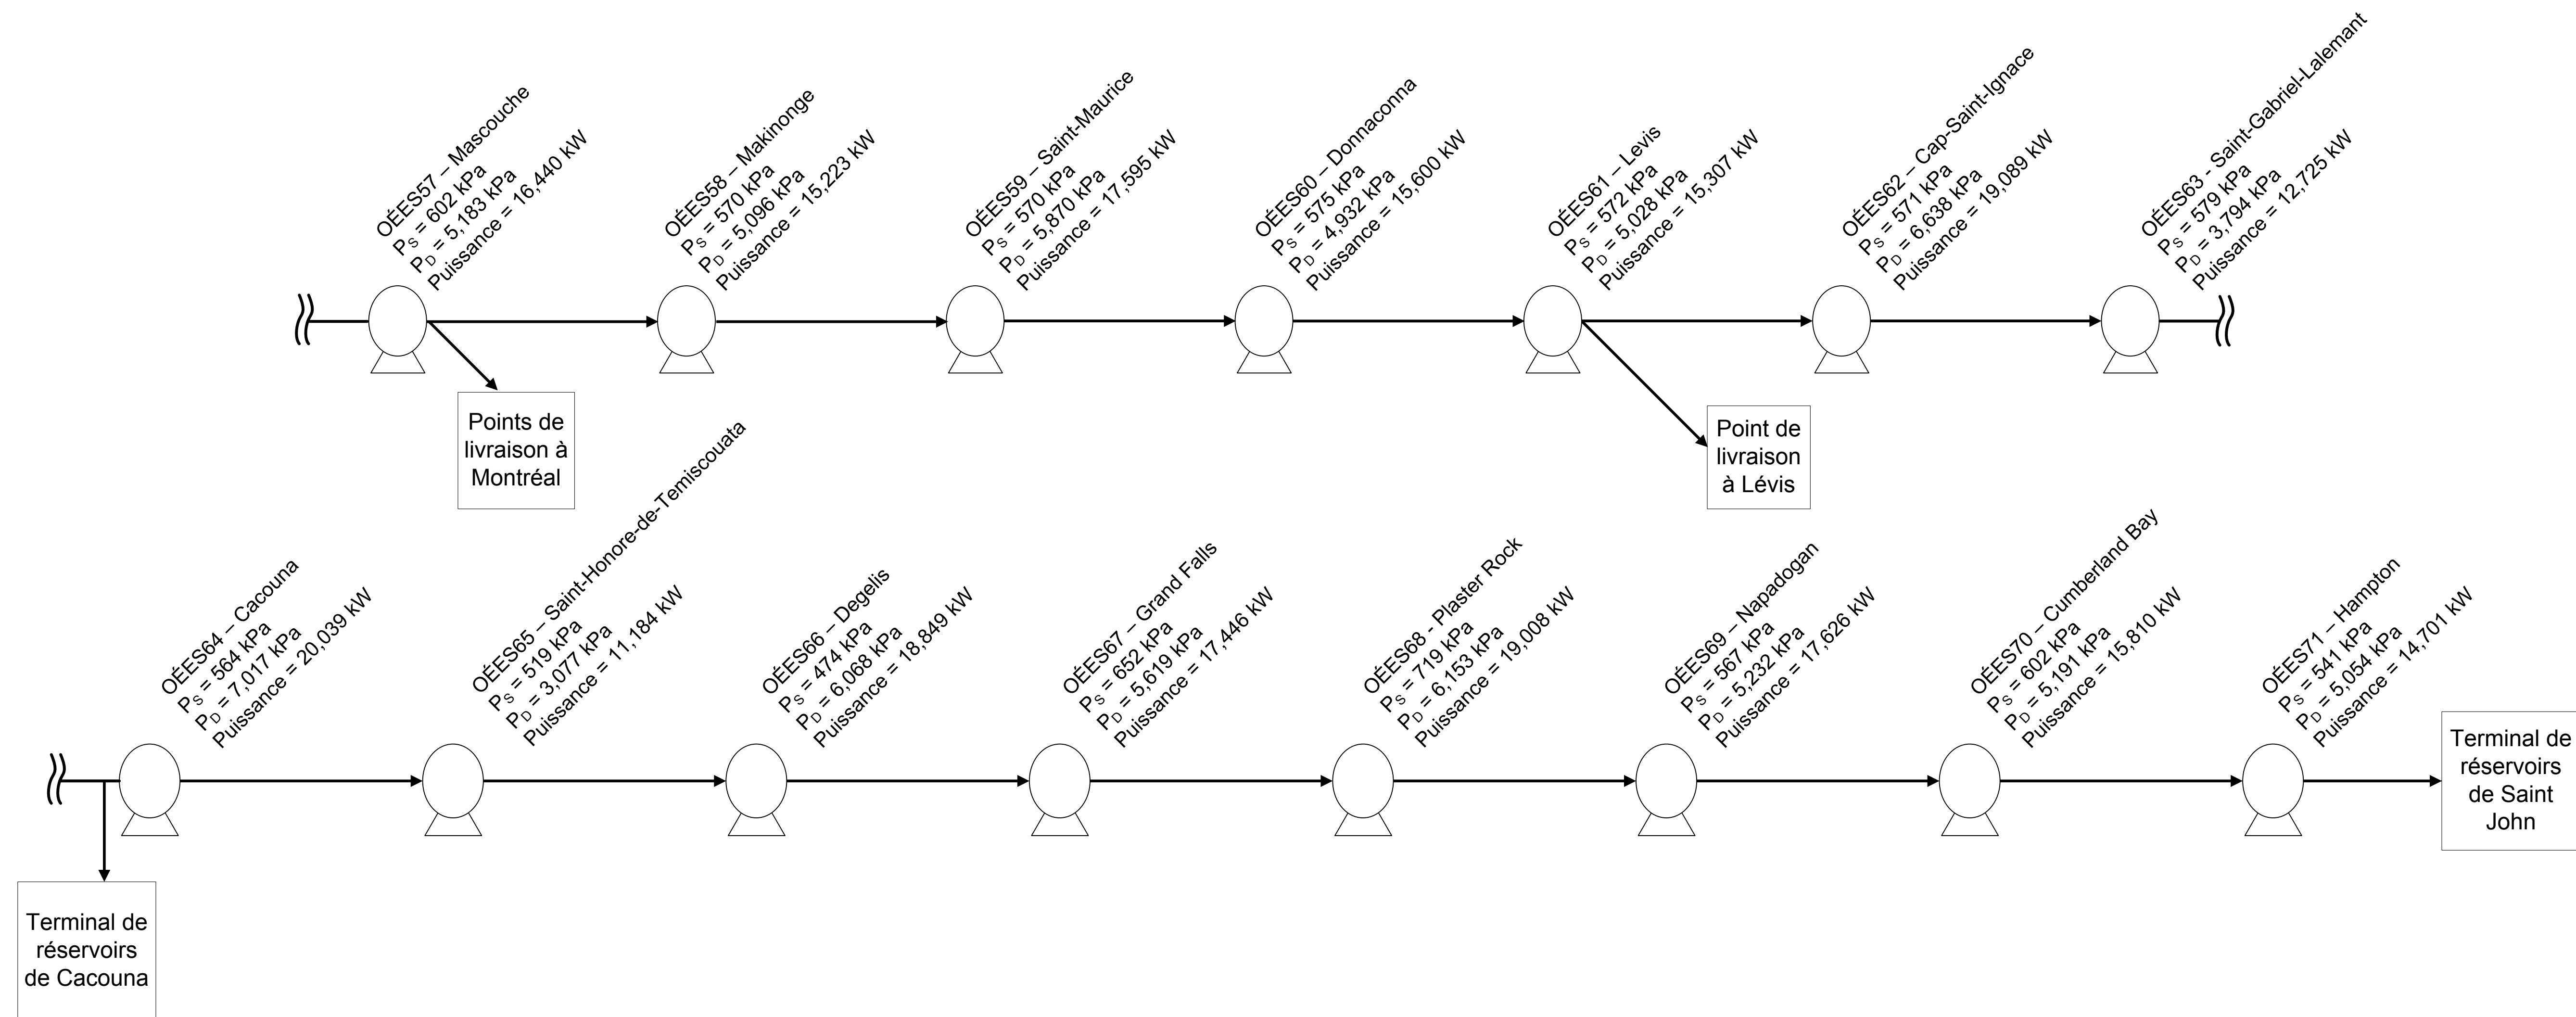 OÉES57 – Mascouche
PS = 602 kPa
PD = 5,183 kPa
Puissance = 16,440 kW
OÉES58 – Makinonge
PS = 570 kPa
PD = 5,096 kPa
Puissance = 15,223 kW
OÉES59 – Saint-Maurice
PS = 570 kPa
PD = 5,870 kPa
Puissance = 17,595 kW
OÉES60 – Donnaconna
PS = 575 kPa
PD = 4,932 kPa
Puissance = 15,600 kW
OÉES61 – Levis
PS = 572 kPa
PD = 5,028 kPa
Puissance = 15,307 kW
OÉES62 – Cap-Saint-Ignace
PS = 571 kPa
PD = 6,638 kPa
Puissance = 19,089 kW
OÉES63 - Saint-Gabriel-Lalemant
PS = 579 kPa
PD = 3,794 kPa
Puissance = 12,725 kW
Points de
livraison à
Montréal
Point de
livraison
à Lévis
OÉES64 – Cacouna
PS = 564 kPa
PD = 7,017 kPa
Puissance = 20,039 kW
OÉES65 – Saint-Honore-de-Temiscouata
PS = 519 kPa
PD = 3,077 kPa
Puissance = 11,184 kW
OÉES66 – Degelis
PS = 474 kPa
PD = 6,068 kPa
Puissance = 18,849 kW
OÉES67 – Grand Falls
PS = 652 kPa
PD = 5,619 kPa
Puissance = 17,446 kW
OÉES68 - Plaster Rock
PS = 719 kPa
PD = 6,153 kPa
Puissance = 19,008 kW
OÉES69 – Napadogan
PS = 567 kPa
PD = 5,232 kPa
Puissance = 17,626 kW
OÉES70 – Cumberland Bay
PS = 602 kPa
PD = 5,191 kPa
Puissance = 15,810 kW
OÉES71 – Hampton
PS = 541 kPa
PD = 5,054 kPa
Puissance = 14,701 kW
Terminal de
réservoirs
de Saint
John
Terminal de
réservoirs
de Cacouna